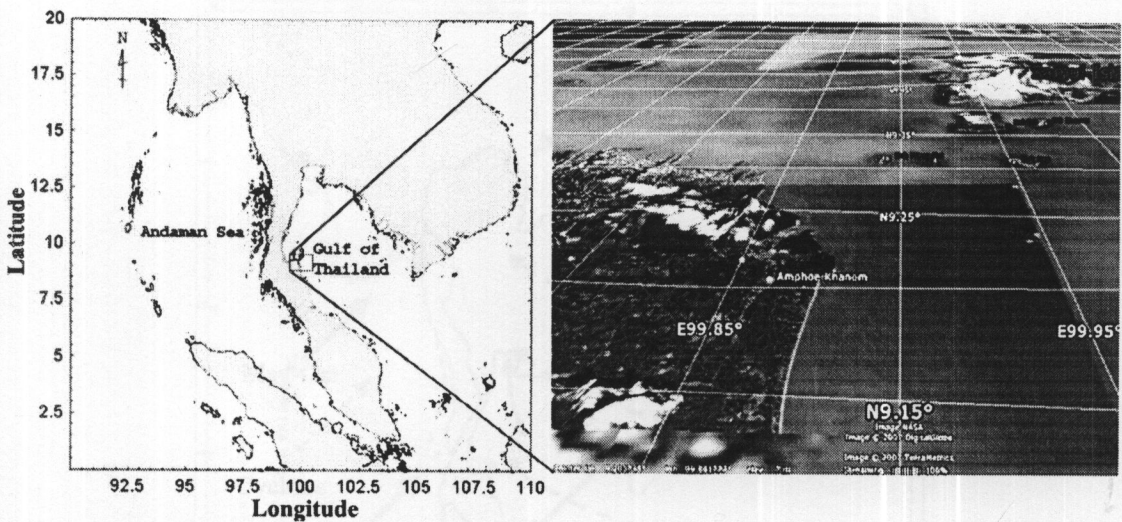 20
17.5
15
12.5
10
7.5
5
2.5
Latitude
N
Andaman Sea
Gulf of
Thailand
92.5 95 97.5 100 102.5 105 107.5 110
Longitude
N9.25°
Amphoe Khanom
E99.85°
E99.95°
N9.15°
Image NASA
Image © 2007 DigitalGlobe
Image © 2007 TerraMetrics
100%